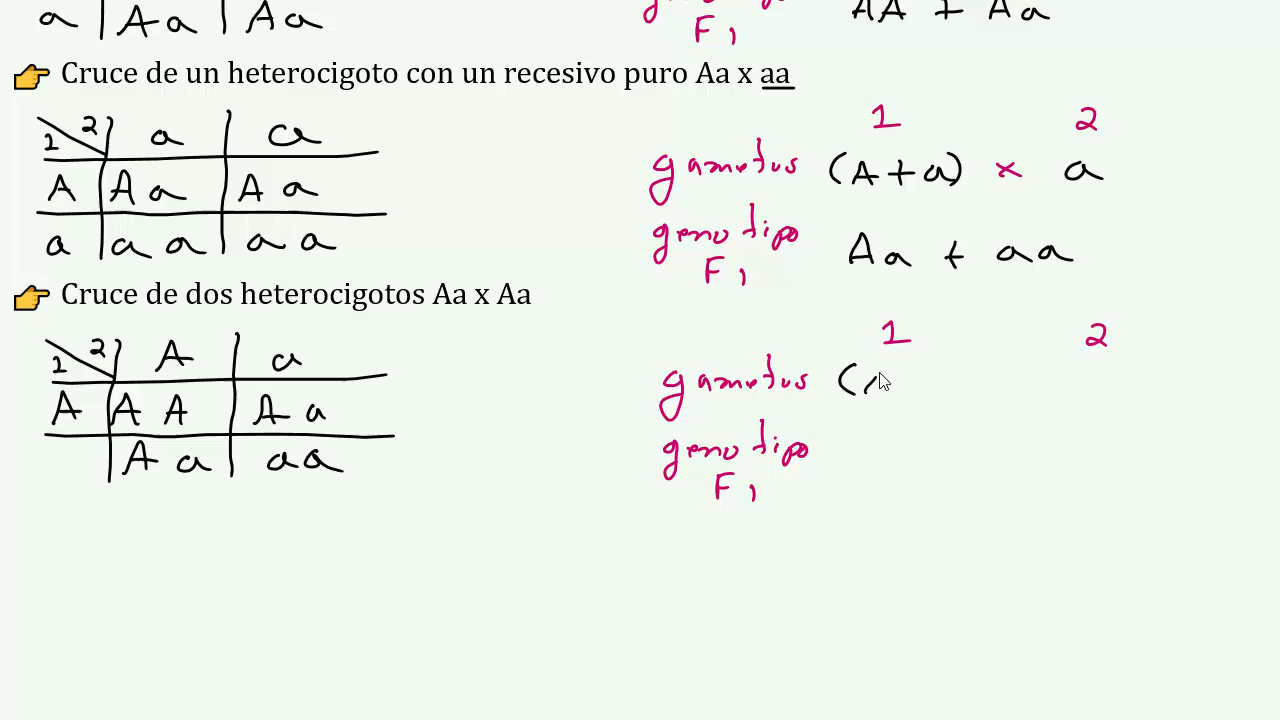 a | Aa | Aa
AA + Aa
F1
👉 Cruce de un heterocigoto con un recesivo puro Aa x aa
1 2 | a | a
A | Aa | Aa
a | aa | aa
1 2
gametos (A+a) x a
genotipo Aa + aa
F1
👉 Cruce de dos heterocigotos Aa x Aa
1 2 | A | a
A | AA | Aa
| Aa | aa
1 2
gametos (
genotipo
F1